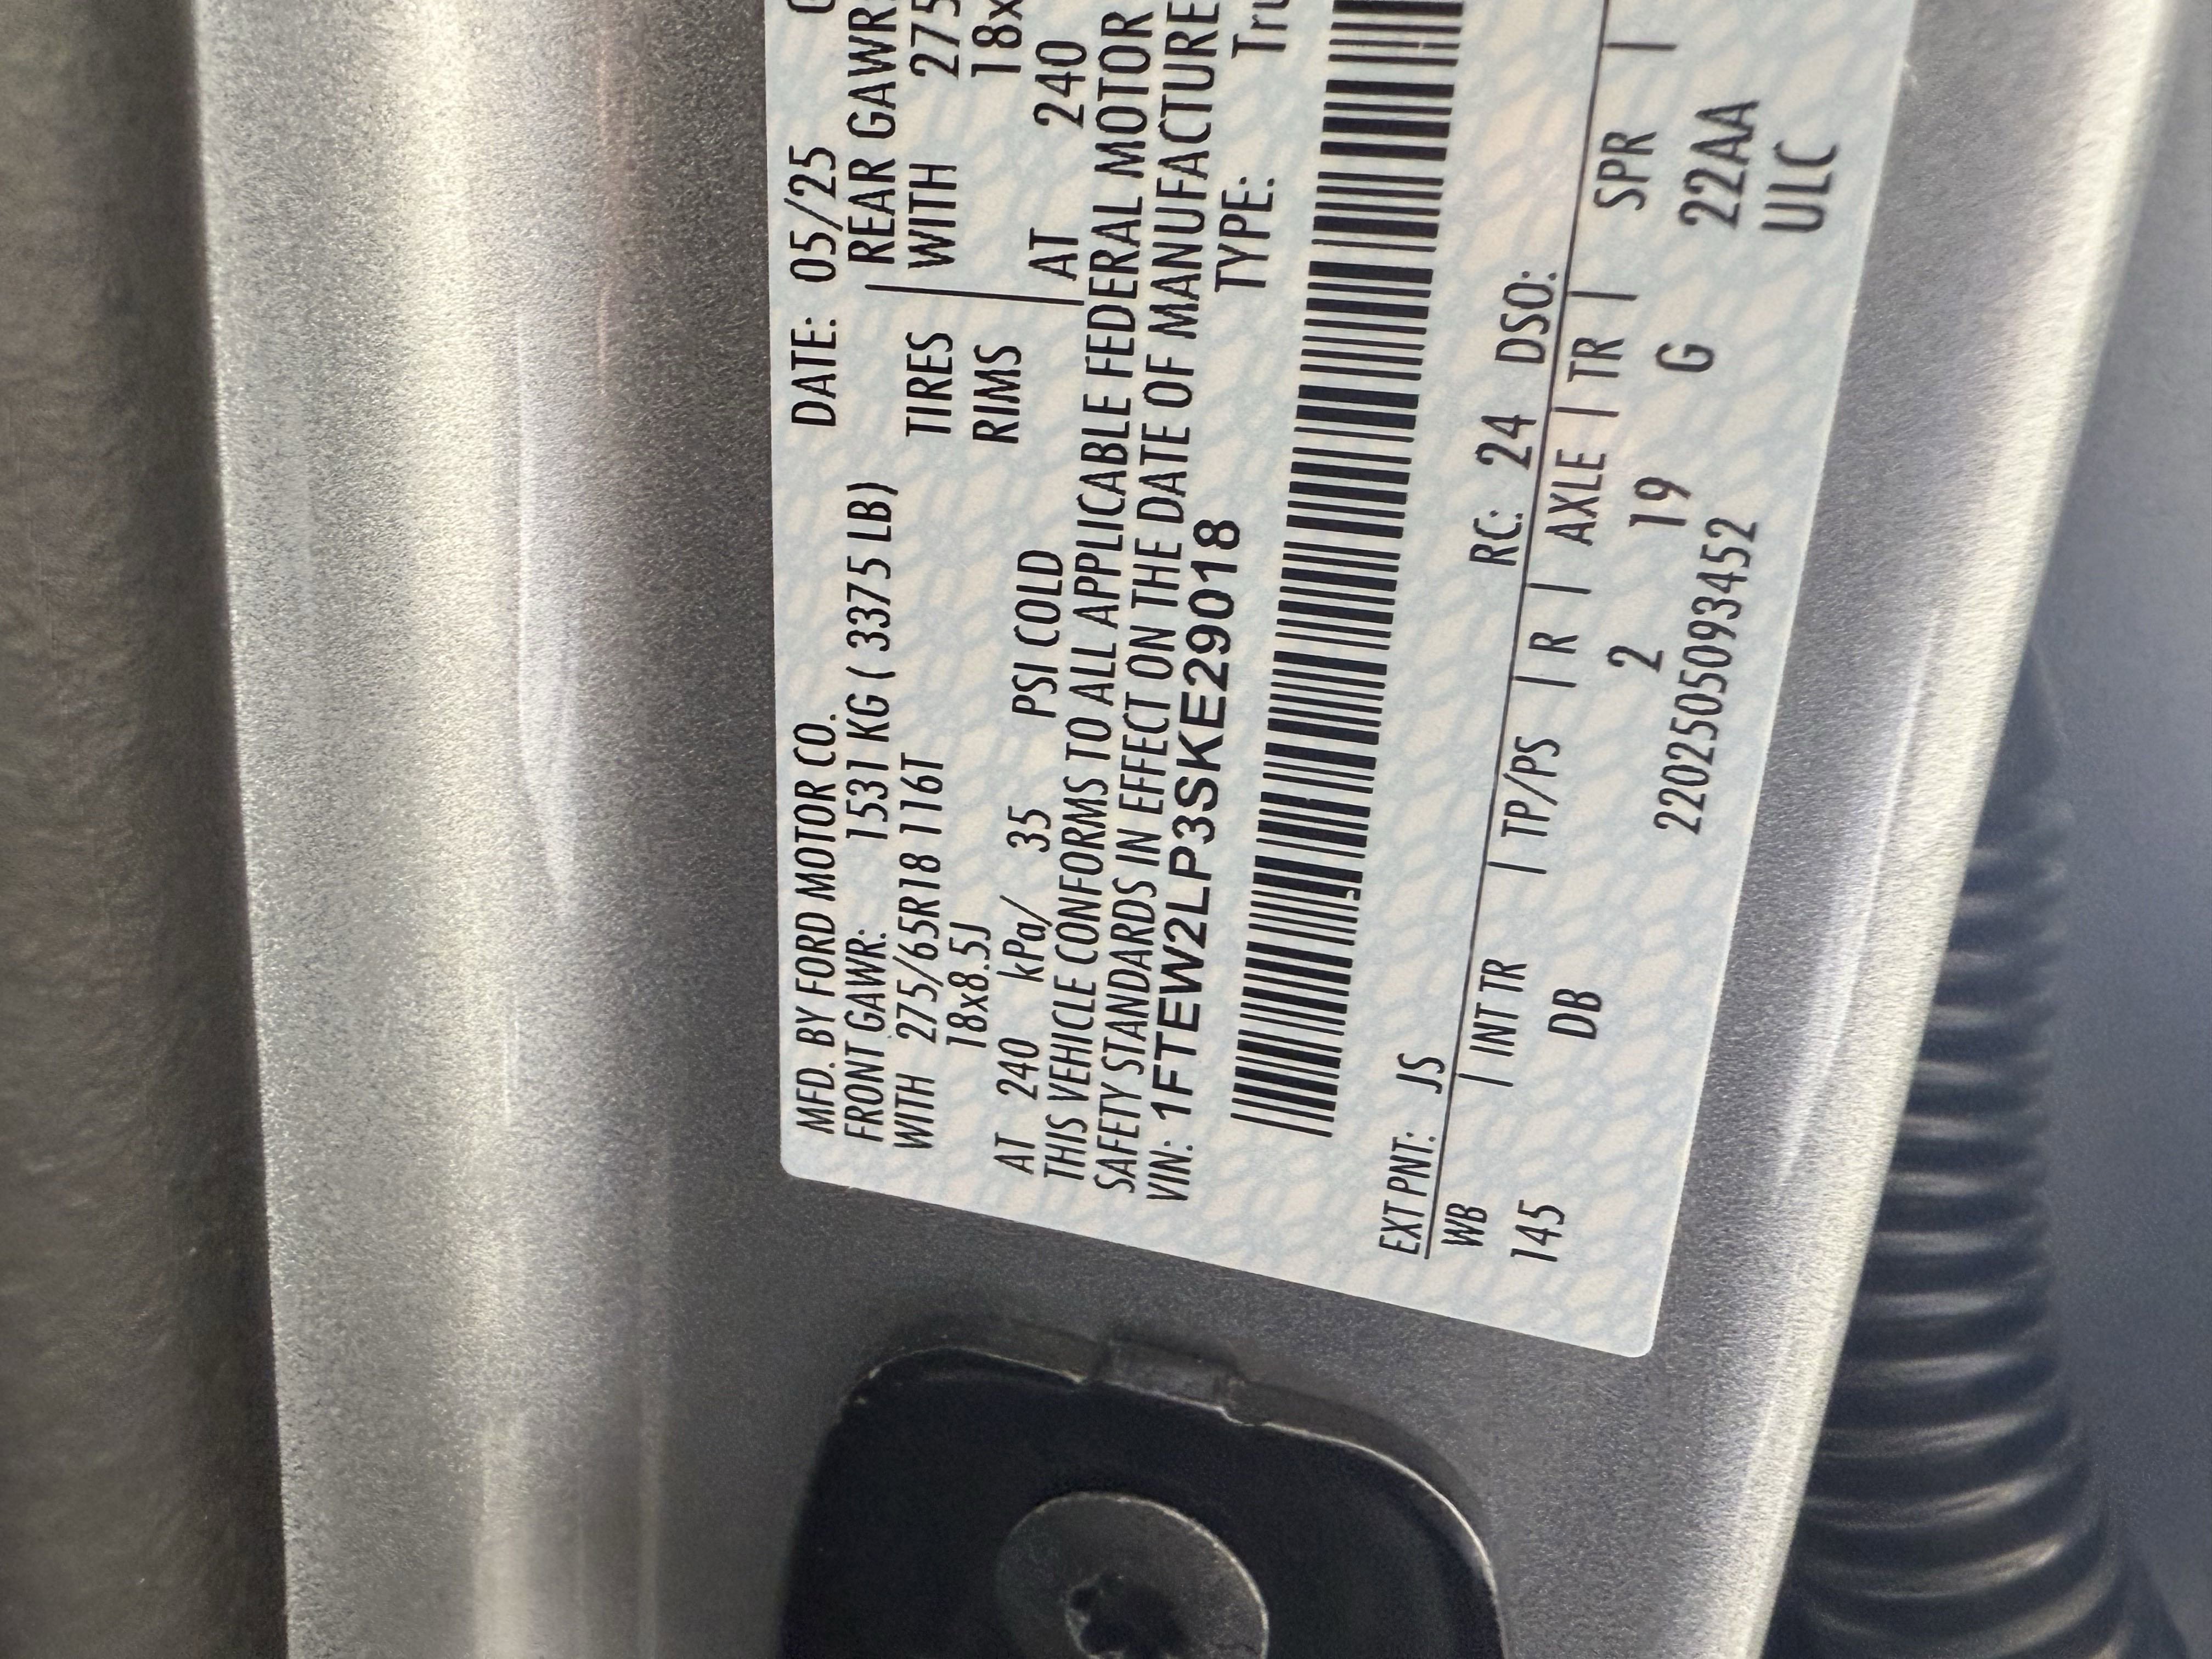 MFD. BY FORD MOTOR CO. DATE: 05/25
FRONT GAWR: 1531 KG ( 3375 LB) REAR GAWR
WITH 275/65R18 116T TIRES WITH 275
18x8.5J RIMS 18x
AT 240 kPa/ 35 PSI COLD AT 240
THIS VEHICLE CONFORMS TO ALL APPLICABLE FEDERAL MOTOR
SAFETY STANDARDS IN EFFECT ON THE DATE OF MANUFACTURE
VIN: 1FTEW2LP3SKE29018 TYPE: Tru
EXT PNT: JS RC: 24 DSO:
WB | INT TR | TP/PS | R | AXLE | TR | SPR |
145 DB 2 19 G 22AA
2202505093452 ULC